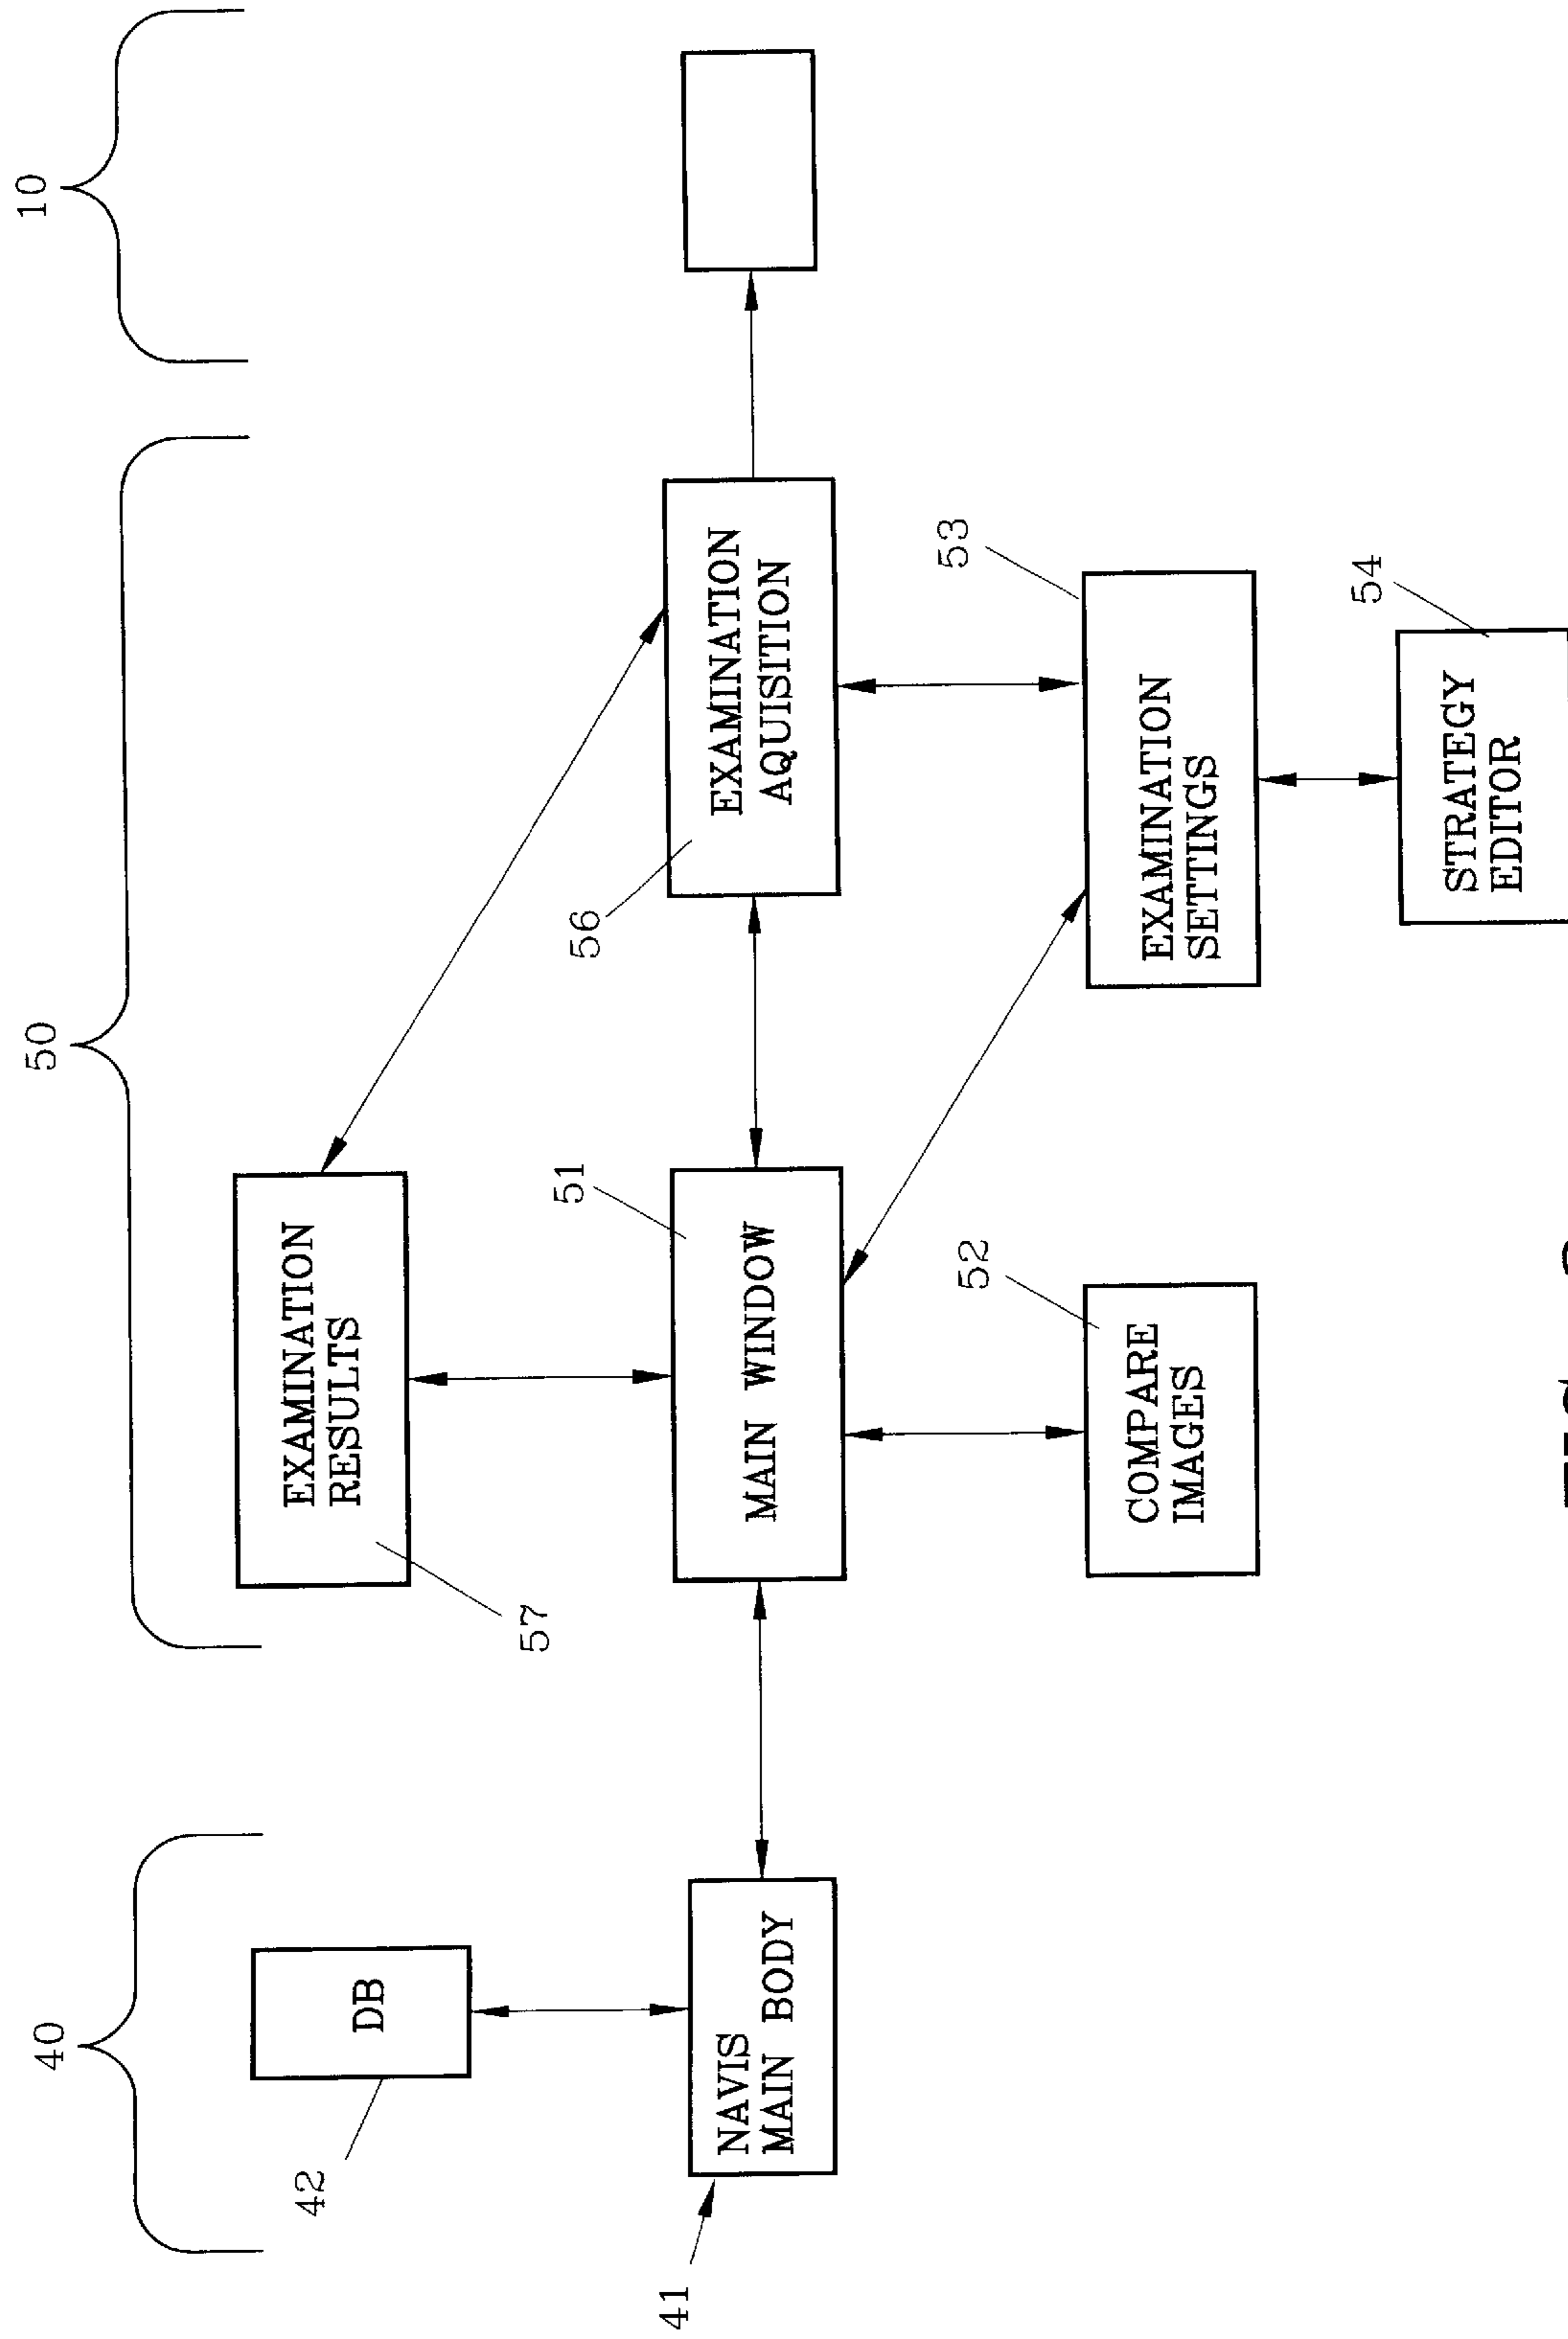 40
50
10
42
DB
57
EXAMINATION
RESULTS
41
NAVIS
MAIN BODY
51
MAIN WINDOW
56
EXAMINATION
AQUISITION
52
COMPARE
IMAGES
53
EXAMINATION
SETTINGS
54
STRATEGY
EDITOR